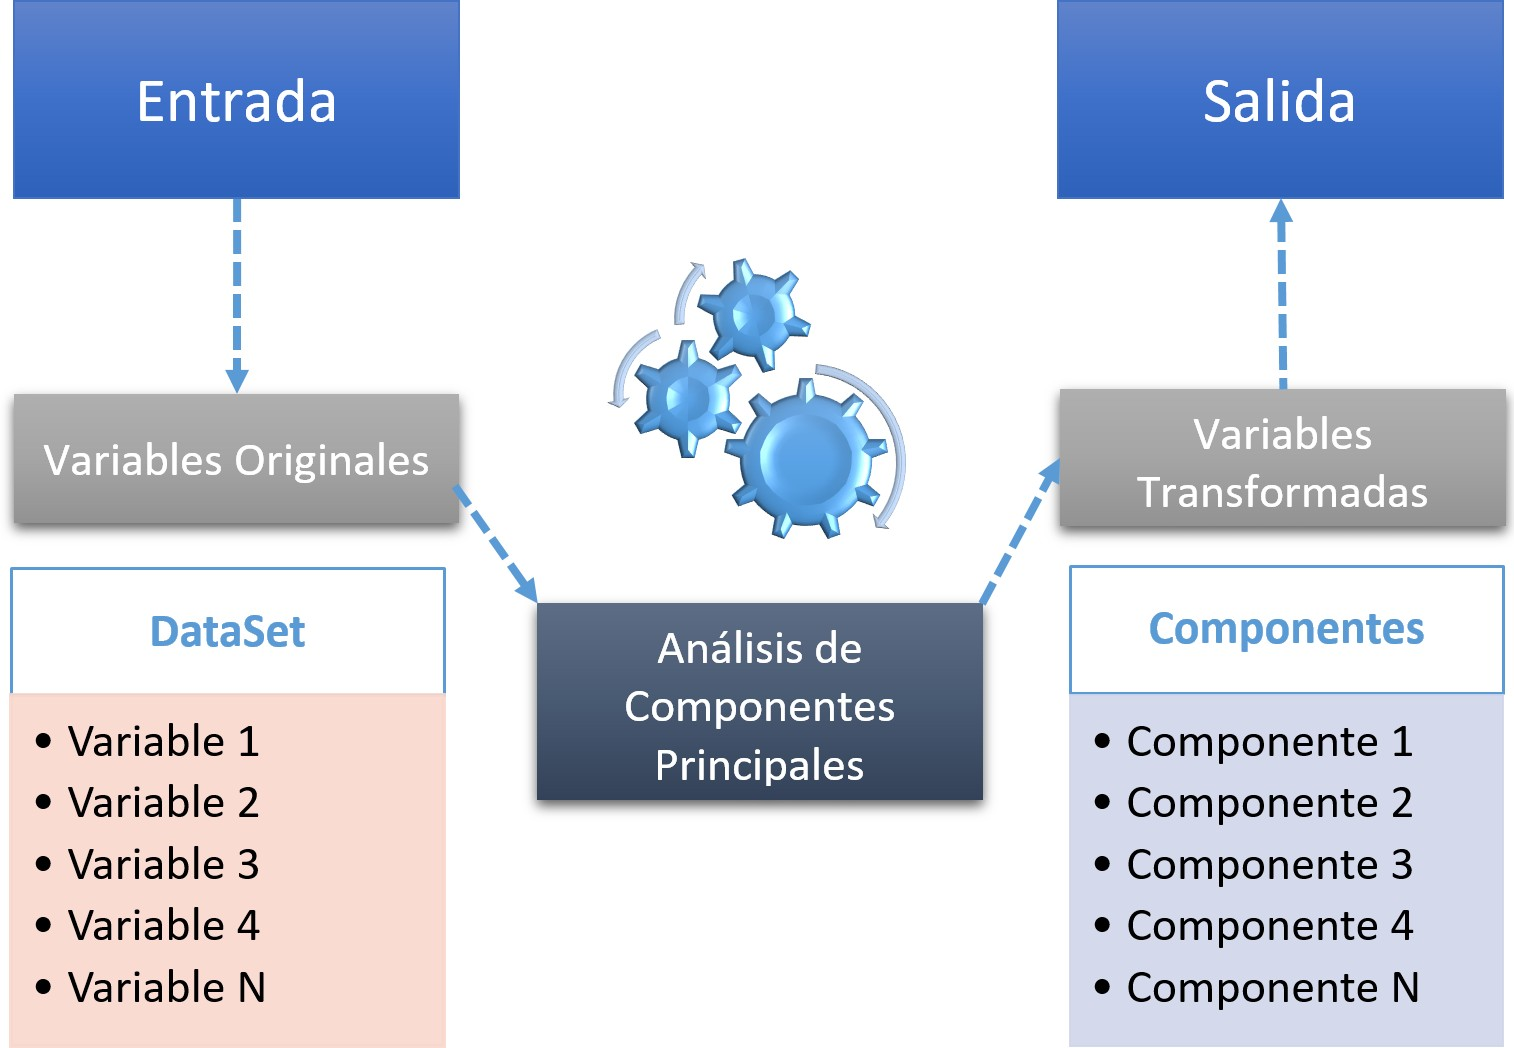 Entrada
Salida
Variables Originales
Variables
Transformadas
DataSet
• Variable 1
• Variable 2
• Variable 3
• Variable 4
• Variable N
Análisis de
Componentes
Principales
Componentes
• Componente 1
• Componente 2
• Componente 3
• Componente 4
• Componente N